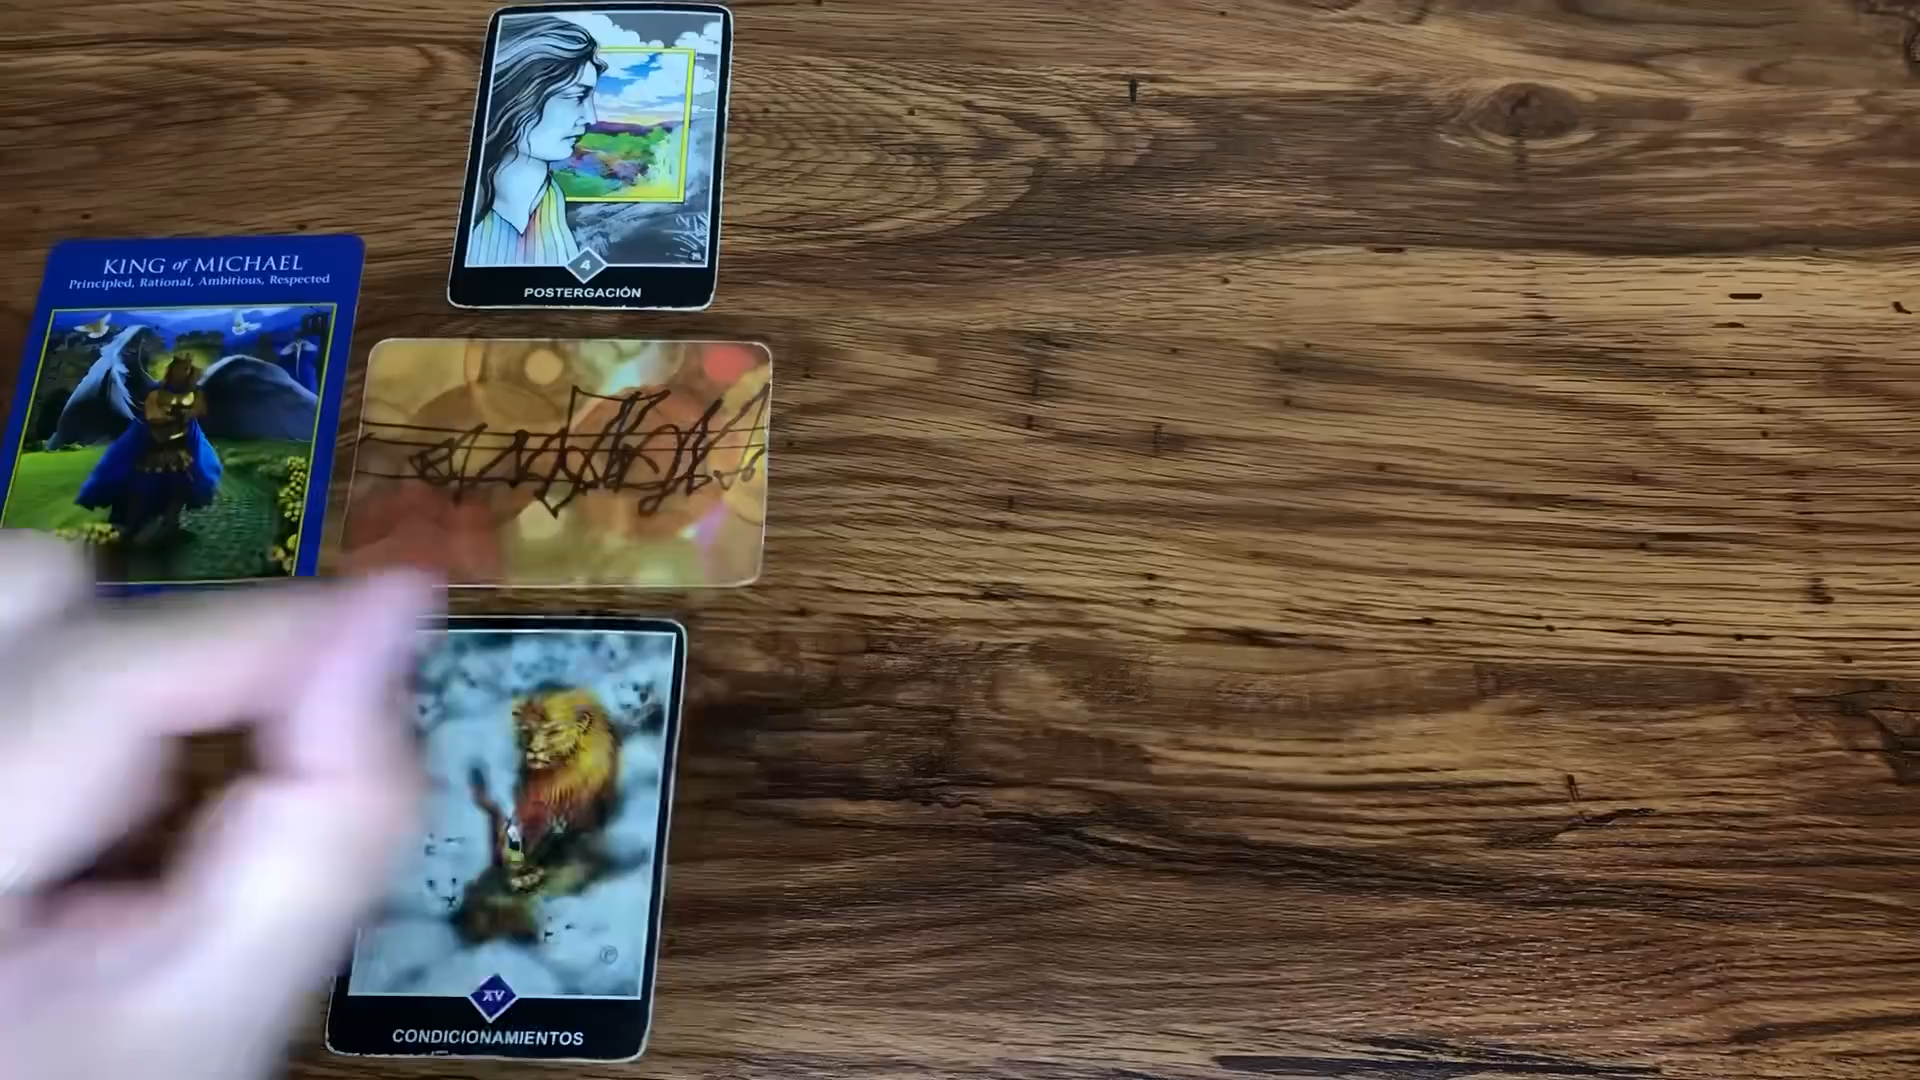 4
POSTERGACIÓN
KING of MICHAEL
Principled, Rational, Ambitious, Respected
XV
CONDICIONAMIENTOS